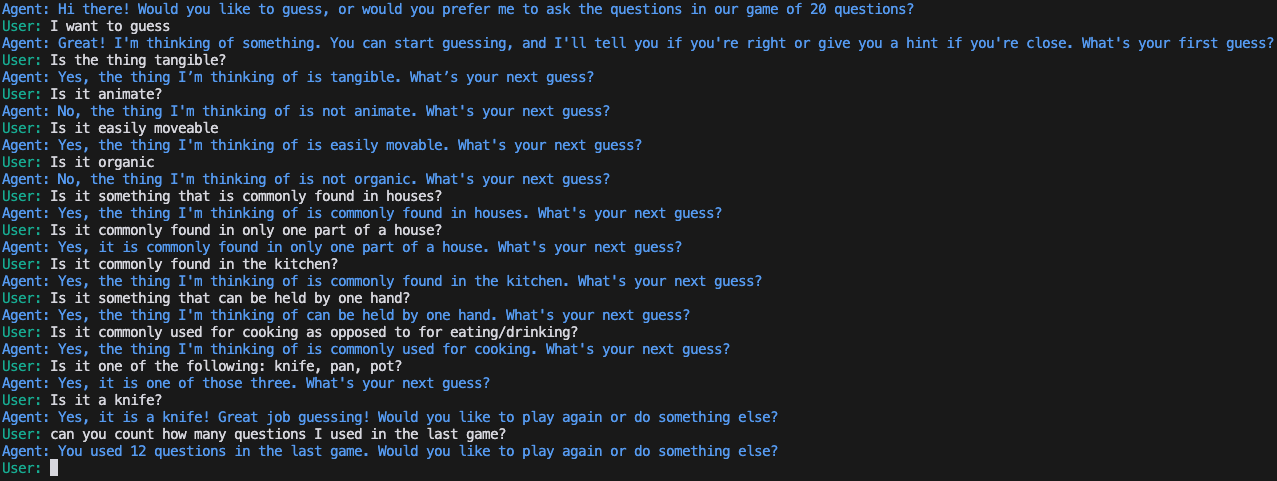 Agent: Hi there! Would you like to guess, or would you prefer me to ask the questions in our game of 20 questions?
User: I want to guess
Agent: Great! I'm thinking of something. You can start guessing, and I'll tell you if you're right or give you a hint if you're close. What's your first guess?
User: Is the thing tangible?
Agent: Yes, the thing I’m thinking of is tangible. What’s your next guess?
User: Is it animate?
Agent: No, the thing I'm thinking of is not animate. What's your next guess?
User: Is it easily moveable
Agent: Yes, the thing I'm thinking of is easily movable. What's your next guess?
User: Is it organic
Agent: No, the thing I'm thinking of is not organic. What's your next guess?
User: Is it something that is commonly found in houses?
Agent: Yes, the thing I'm thinking of is commonly found in houses. What's your next guess?
User: Is it commonly found in only one part of a house?
Agent: Yes, it is commonly found in only one part of a house. What's your next guess?
User: Is it commonly found in the kitchen?
Agent: Yes, the thing I'm thinking of is commonly found in the kitchen. What's your next guess?
User: Is it something that can be held by one hand?
Agent: Yes, the thing I'm thinking of can be held by one hand. What's your next guess?
User: Is it commonly used for cooking as opposed to for eating/drinking?
Agent: Yes, the thing I'm thinking of is commonly used for cooking. What's your next guess?
User: Is it one of the following: knife, pan, pot?
Agent: Yes, it is one of those three. What's your next guess?
User: Is it a knife?
Agent: Yes, it is a knife! Great job guessing! Would you like to play again or do something else?
User: can you count how many questions I used in the last game?
Agent: You used 12 questions in the last game. Would you like to play again or do something else?
User: